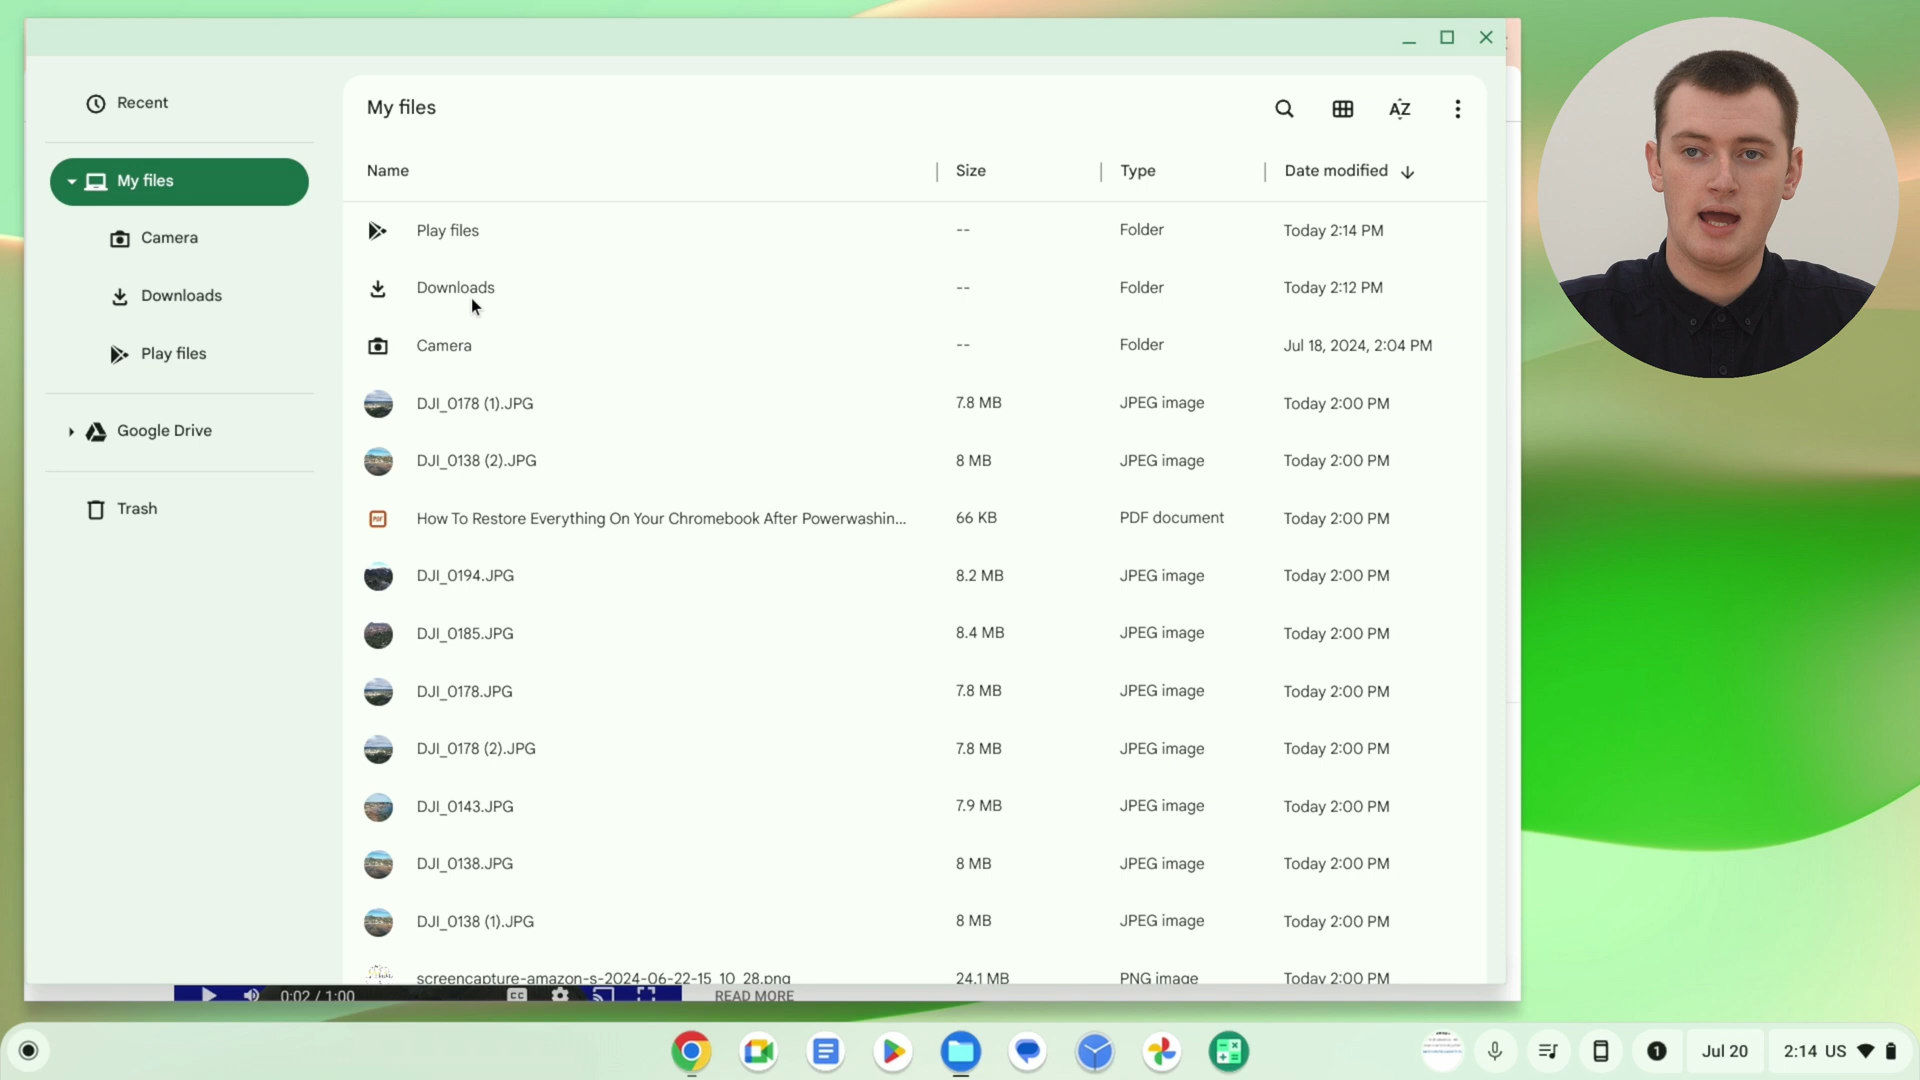 Recent
My files
Camera
Downloads
Play files
Google Drive
Trash
My files
AZ
Name Size Type Date modified
Play files -- Folder Today 2:14 PM
Downloads -- Folder Today 2:12 PM
Camera -- Folder Jul 18, 2024, 2:04 PM
DJI_0178 (1).JPG 7.8 MB JPEG image Today 2:00 PM
DJI_0138 (2).JPG 8 MB JPEG image Today 2:00 PM
PDF How To Restore Everything On Your Chromebook After Powerwashin... 66 KB PDF document Today 2:00 PM
DJI_0194.JPG 8.2 MB JPEG image Today 2:00 PM
DJI_0185.JPG 8.4 MB JPEG image Today 2:00 PM
DJI_0178.JPG 7.8 MB JPEG image Today 2:00 PM
DJI_0178 (2).JPG 7.8 MB JPEG image Today 2:00 PM
DJI_0143.JPG 7.9 MB JPEG image Today 2:00 PM
DJI_0138.JPG 8 MB JPEG image Today 2:00 PM
DJI_0138 (1).JPG 8 MB JPEG image Today 2:00 PM
screencapture-amazon-s-2024-06-22-15_10_28.png 24.1 MB PNG image Today 2:00 PM
0:02 / 1:00 CC READ MORE
1 Jul 20 2:14 US